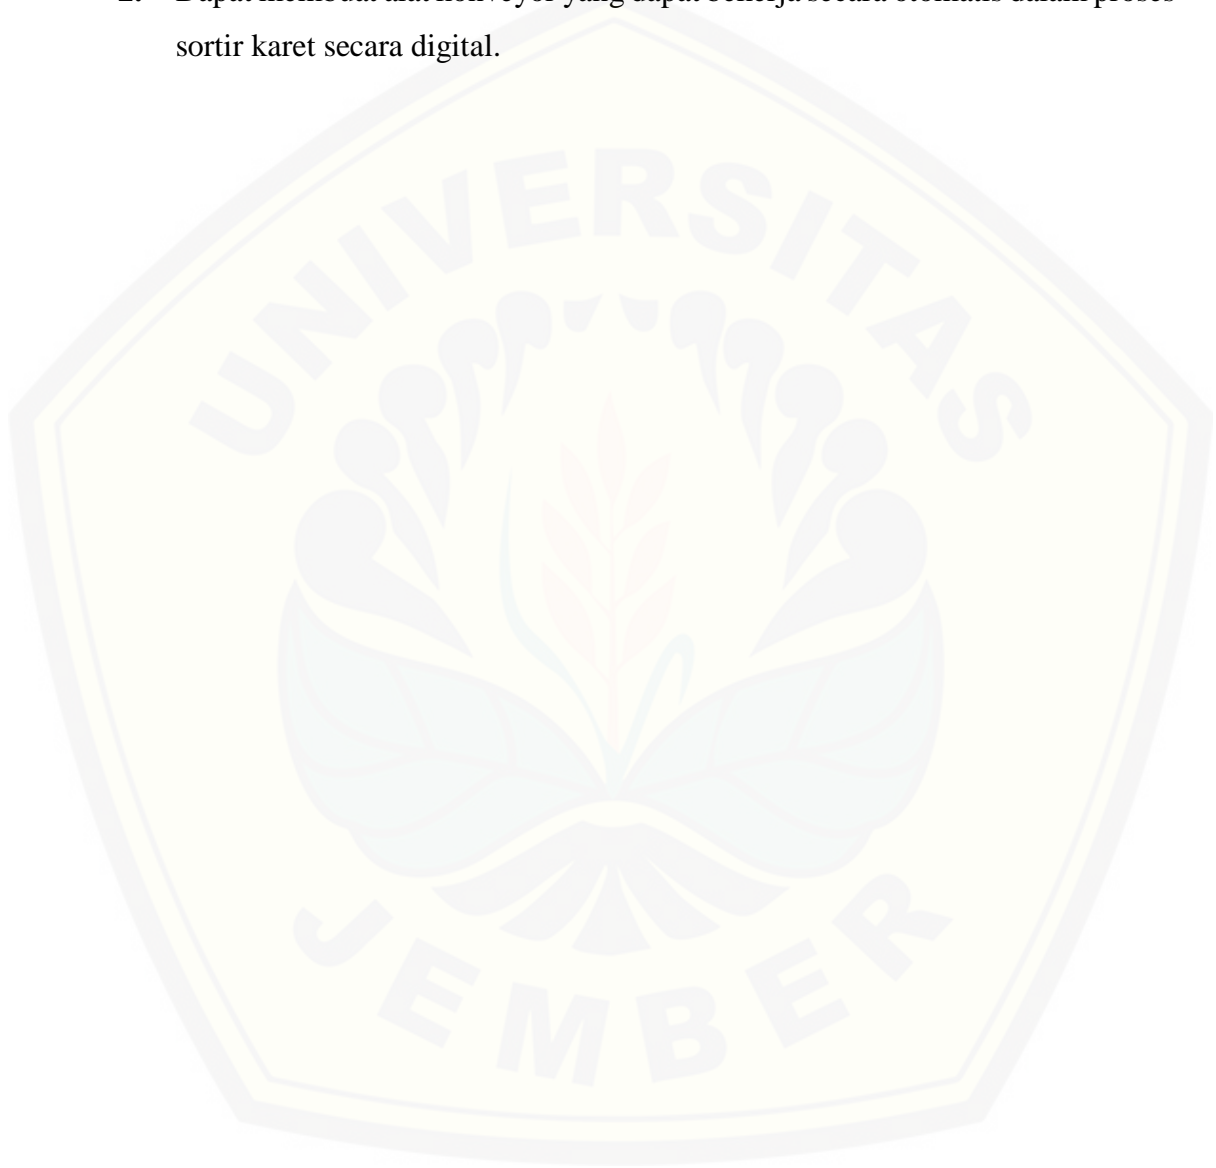 2. Dapat membuat alat konveyor yang dapat bekerja secara otomatis dalam proses
sortir karet secara digital.
UNIVERSITAS
JEMBER